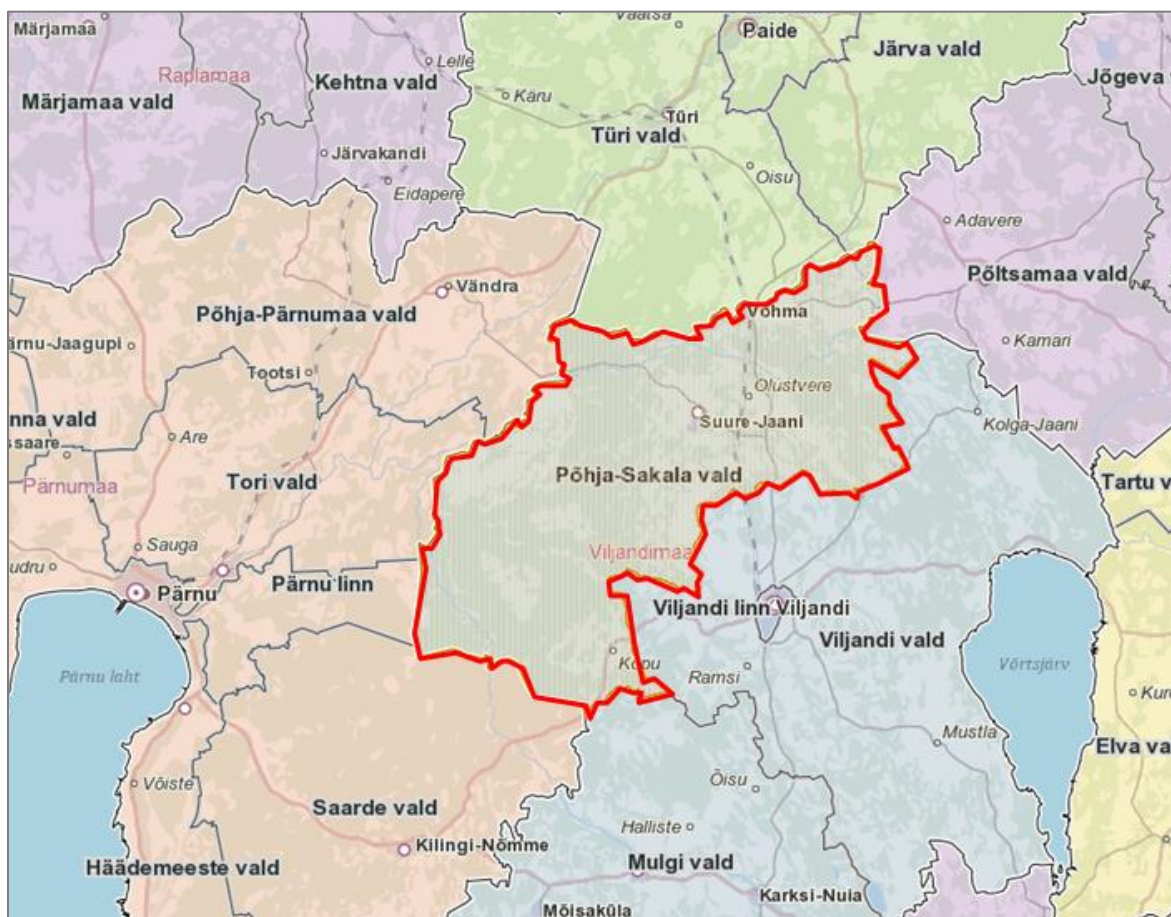 Märjamaa
Vaatsa
Paide
Järva vald
Raplamaa
Lelle
Kehtna vald
Jõgeva
Märjamaa vald
Käru
Türi
Türi vald
Järvakandi
Oisu
Eidapere
Adavere
Põltsamaa vald
Vändra
Põhja-Pärnumaa vald
Võhma
ärnu-Jaagupi
Kamari
Tootsi
Olustvere
nna vald
Suure-Jaani
Kolga-Jaani
Are
ssaare
Põhja-Sakala vald
Pärnumaa
Tori vald
Tartu v
Sauga
Viljandimaa
udru
Pärnu linn
Pärnu
Viljandi linn
Viljandi
Viljandi vald
Kõpu
Pärnu laht
Ramsi
Võrtsjärv
Kure
Mustla
Elva va
Võiste
Õisu
Saarde vald
Halliste
Kilingi-Nõmme
Mulgi vald
Häädemeeste vald
Karksi-Nuia
Mõisaküla